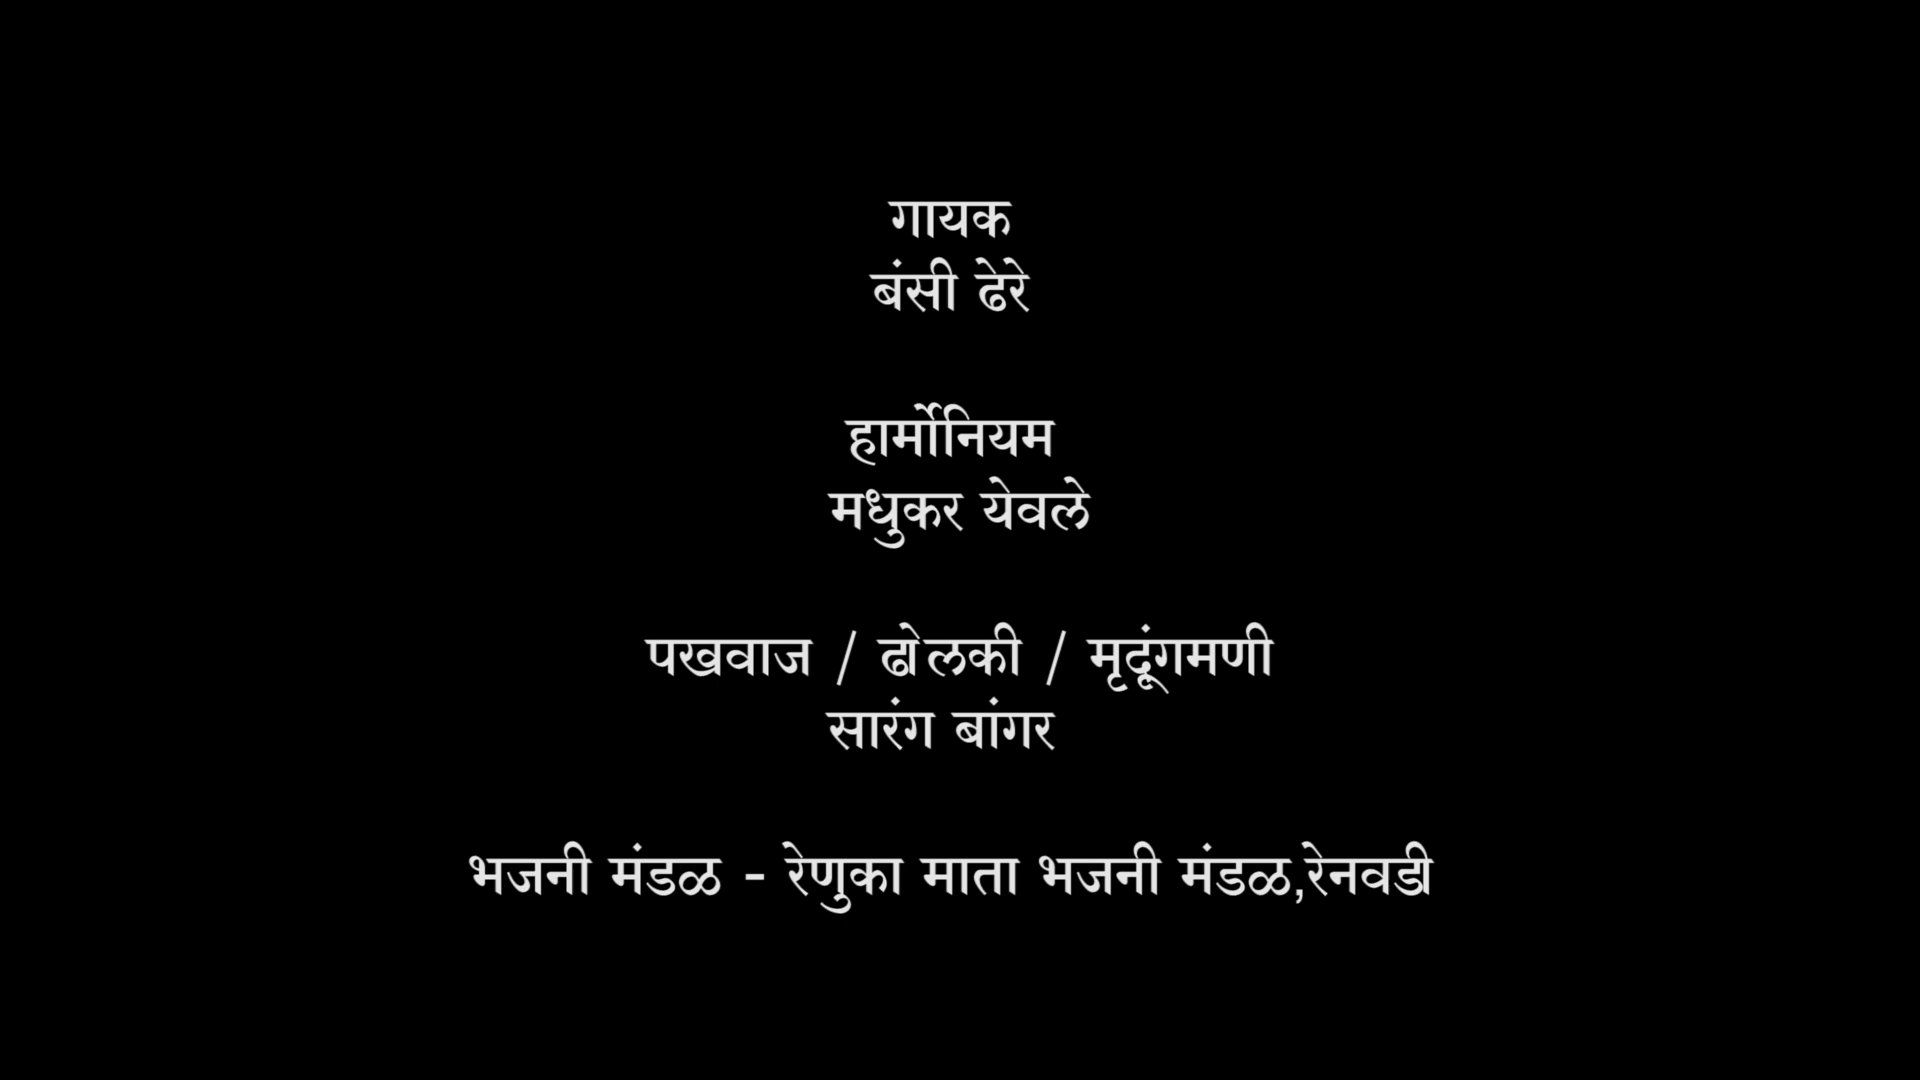 गायक
बंसी ढेरे
हार्मोनियम
मधुकर येवले
पखवाज / ढोलकी / मृदूंगमणी
सारंग बांगर
भजनी मंडळ - रेणुका माता भजनी मंडळ,रेनवडी